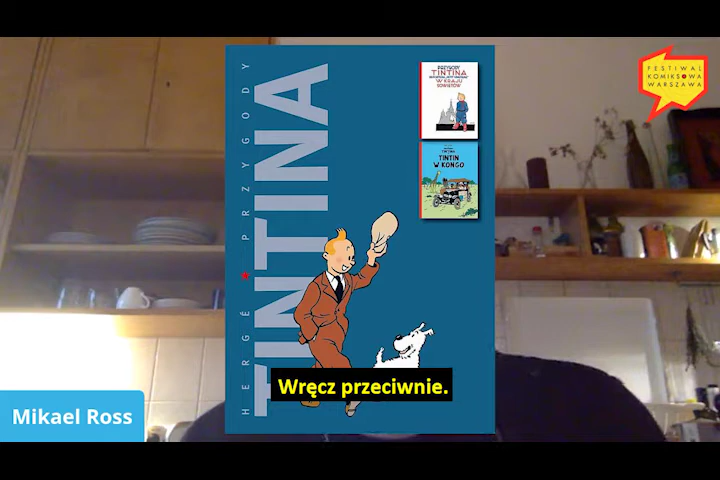 HERGÉ * PRZYGODY
TINTINA
PRZYGODY
TINTINA
W KRAJU
SOWIETÓW
TINTIN
W KONGO
FESTIWAL
KOMIKSOWA
WARSZAWA
Wręcz przeciwnie.
Mikael Ross